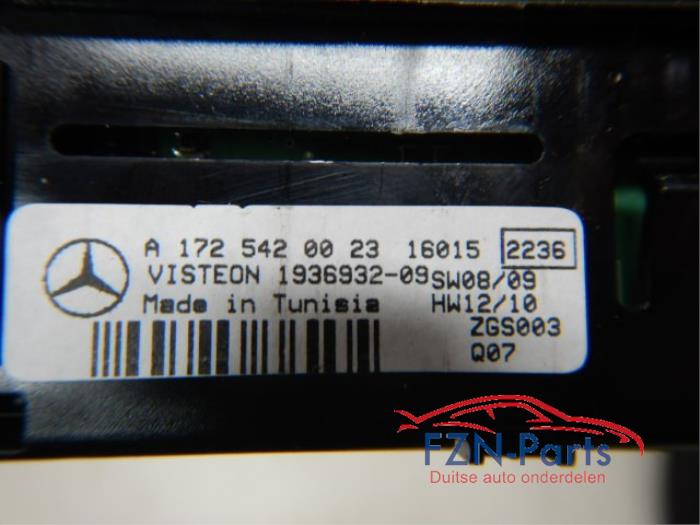 A 172 542 00 23 16015 2236
VISTEON 1936932-09 SW08/09
Made in Tunisia HW12/10
ZGS003
Q07
FZN-Parts
Duitse auto onderdelen